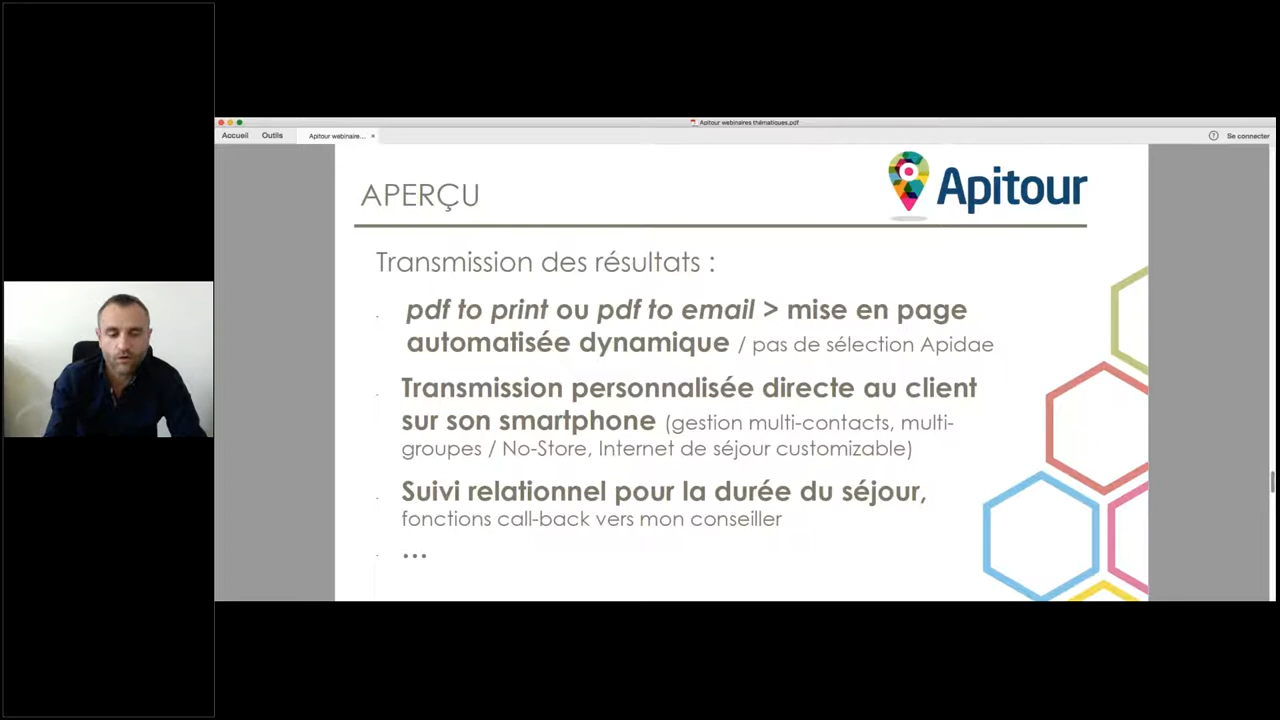 Apitour webinaires thématiques.pdf
Accueil Outils Apitour webinaire... × ? Se connecter
APERÇU
Apitour
Transmission des résultats :
- pdf to print ou pdf to email > mise en page
automatisée dynamique / pas de sélection Apidae
- Transmission personnalisée directe au client
sur son smartphone (gestion multi-contacts, multi-
groupes / No-Store, Internet de séjour customizable)
- Suivi relationnel pour la durée du séjour,
fonctions call-back vers mon conseiller
- ...